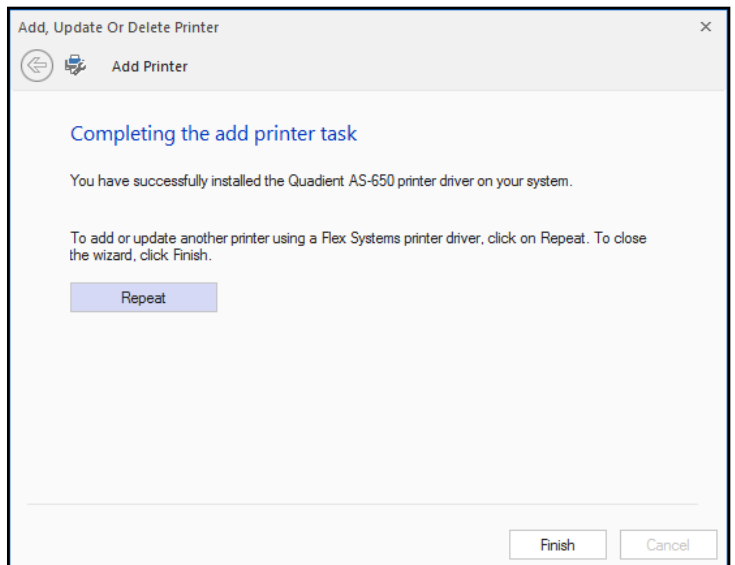 Add, Update Or Delete Printer
Add Printer
Completing the add printer task
You have successfully installed the Quadient AS-650 printer driver on your system.
To add or update another printer using a Flex Systems printer driver, click on Repeat. To close
the wizard, click Finish.
Repeat
Finish
Cancel